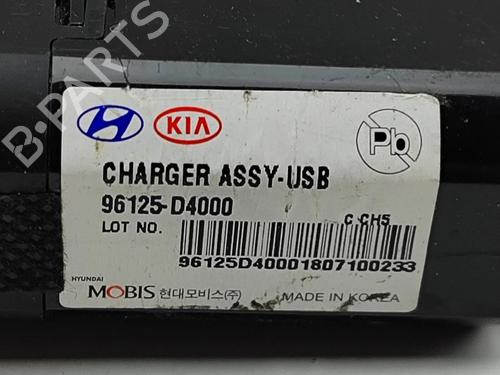 B-PARTS
KIA
Pb
CHARGER ASSY-USB
96125-D4000
C CH5
LOT NO.
96125D40001807100233
HYUNDAI
MOBIS 현대모비스(주)
MADE IN KOREA